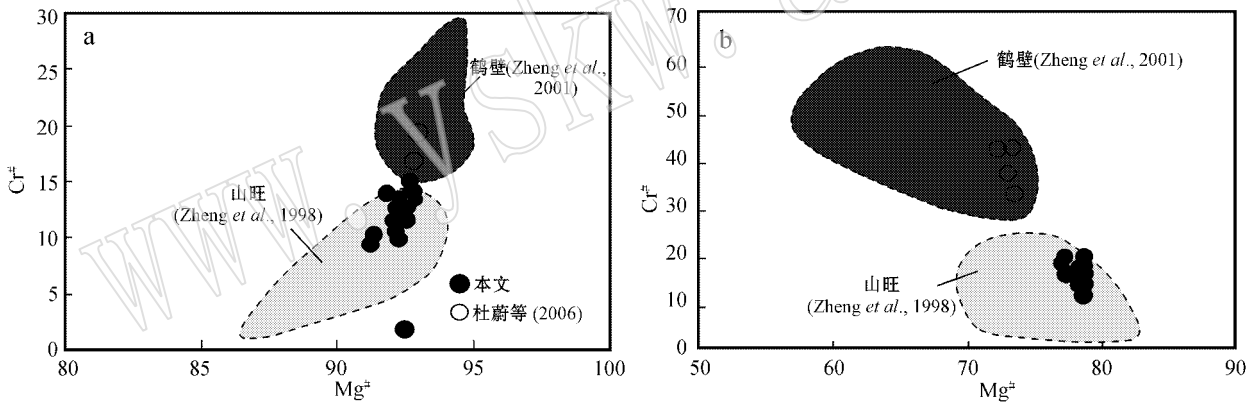 a
30
25
20
15
10
5
0
Cr#
80
85
90
95
100
Mg#
鹤壁(Zheng et al.,
2001)
山旺
(Zheng et al., 1998)
本文
杜蔚等 (2006)
b
70
60
50
40
30
20
10
0
Cr#
50
60
70
80
90
Mg#
鹤壁(Zheng et al., 2001)
山旺
(Zheng et al., 1998)
www.yskw.